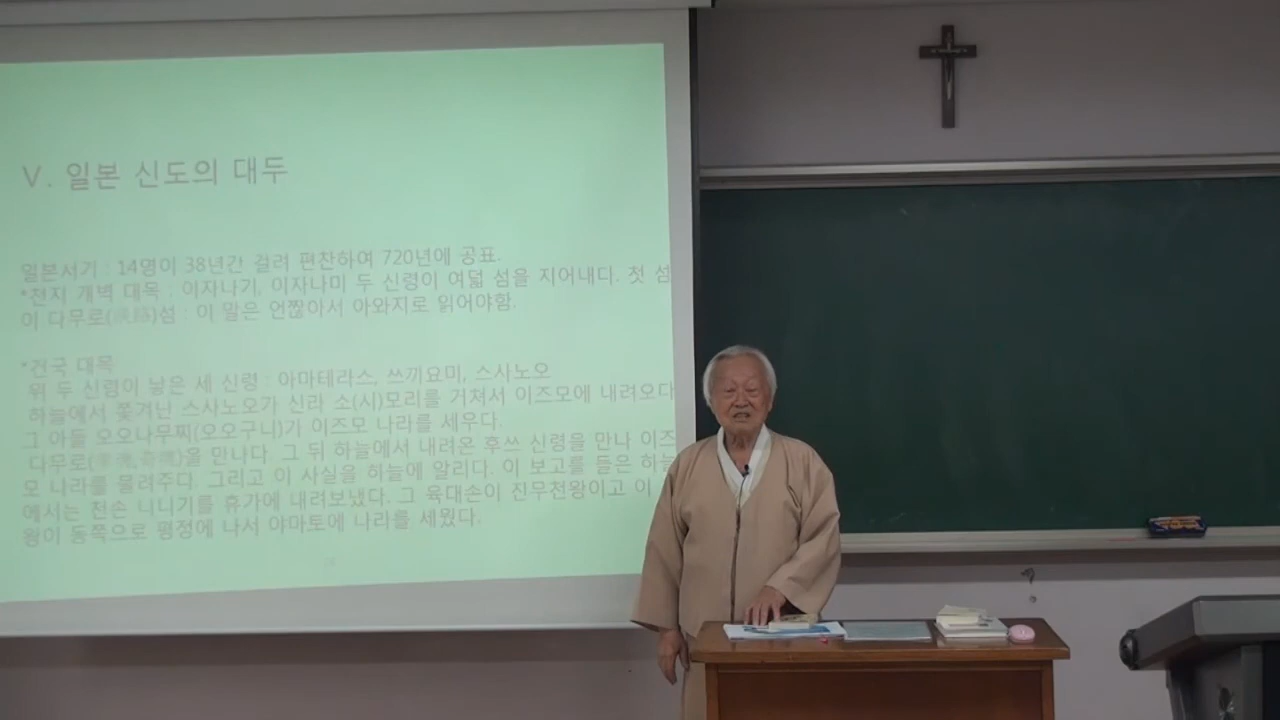 V. 일본 신도의 대두
일본서기 : 14명이 38년간 걸려 편찬하여 720년에 공표.
*천지 개벽 대목 : 이자나기, 이자나미 두 신령이 여덟 섬을 지어내다. 첫 섬
이 다무로()섬 : 이 말은 언짢아서 아와지로 읽어야함.
*건국 대목
위 두 신령이 낳은 세 신령 : 아마테라스, 쓰끼요미, 스사노오
하늘에서 쫓겨난 스사노오가 신라 소(시)모리를 거쳐서 이즈모에 내려오다
그 아들 오오나무찌(오오구니)가 이즈모 나라를 세우다.
다무로()을 만나다. 그 뒤 하늘에서 내려온 후쓰 신령을 만나 이즈
모 나라를 물려주다. 그리고 이 사실을 하늘에 알리다. 이 보고를 들은 하늘
에서는 천손 니니기를 휴가에 내려보냈다. 그 육대손이 진무천왕이고 이
왕이 동쪽으로 평정에 나서 야마토에 나라를 세웠다.